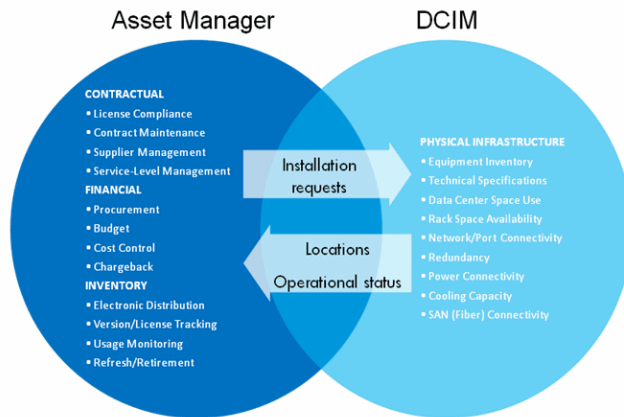 Asset Manager
DCIM
CONTRACTUAL
▪ License Compliance
▪ Contract Maintenance
▪ Supplier Management
▪ Service-Level Management
FINANCIAL
▪ Procurement
▪ Budget
▪ Cost Control
▪ Chargeback
INVENTORY
▪ Electronic Distribution
▪ Version/License Tracking
▪ Usage Monitoring
▪ Refresh/Retirement
Installation
requests
Locations
Operational status
PHYSICAL INFRASTRUCTURE
▪ Equipment Inventory
▪ Technical Specifications
▪ Data Center Space Use
▪ Rack Space Availability
▪ Network/Port Connectivity
▪ Redundancy
▪ Power Connectivity
▪ Cooling Capacity
▪ SAN (Fiber) Connectivity